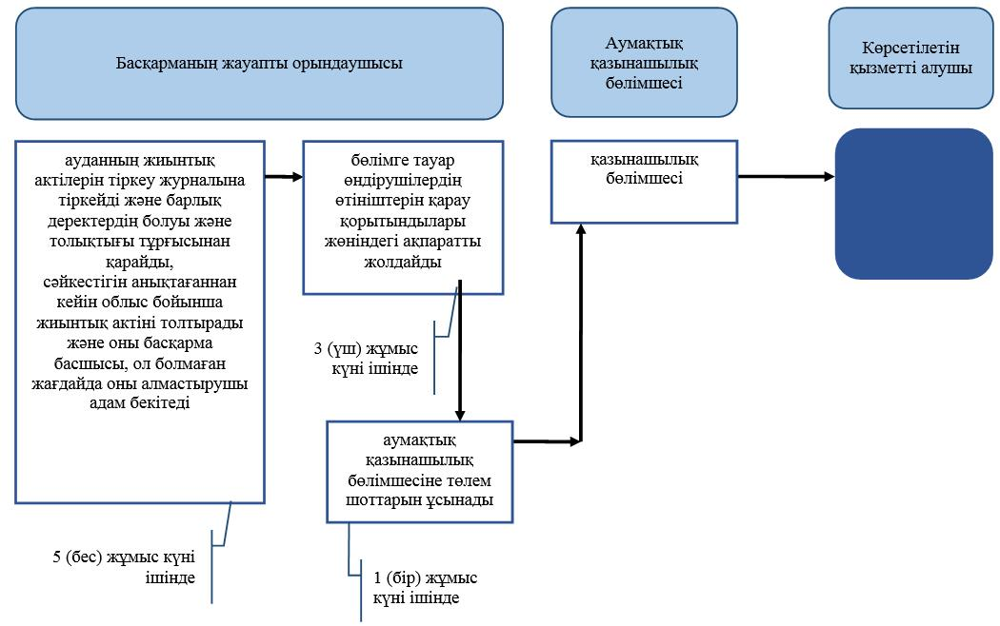 Басқарманың жауапты орындаушысы
Аумақтық
қазынашылық
бөлімшесі
Көрсетілетін
қызметті алушы
ауданның жиынтық
актілерін тіркеу журналына
тіркейді және барлық
деректердің болуы және
толықтығы тұрғысынан
қарайды,
сәйкестігін анықтағаннан
кейін облыс бойынша
жиынтық актіні толтырады
және оны басқарма
басшысы, ол болмаған
жағдайда оны алмастырушы
адам бекітеді
бөлімге тауар
өндірушілердің
өтініштерін қарау
қорытындылары
жөніндегі ақпаратты
жолдайды
қазынашылық
бөлімшесі
3 (үш) жұмыс
күні ішінде
аумақтық
қазынашылық
бөлімшесіне төлем
шоттарын ұсынады
5 (бес) жұмыс күні
ішінде
1 (бір) жұмыс
күні ішінде